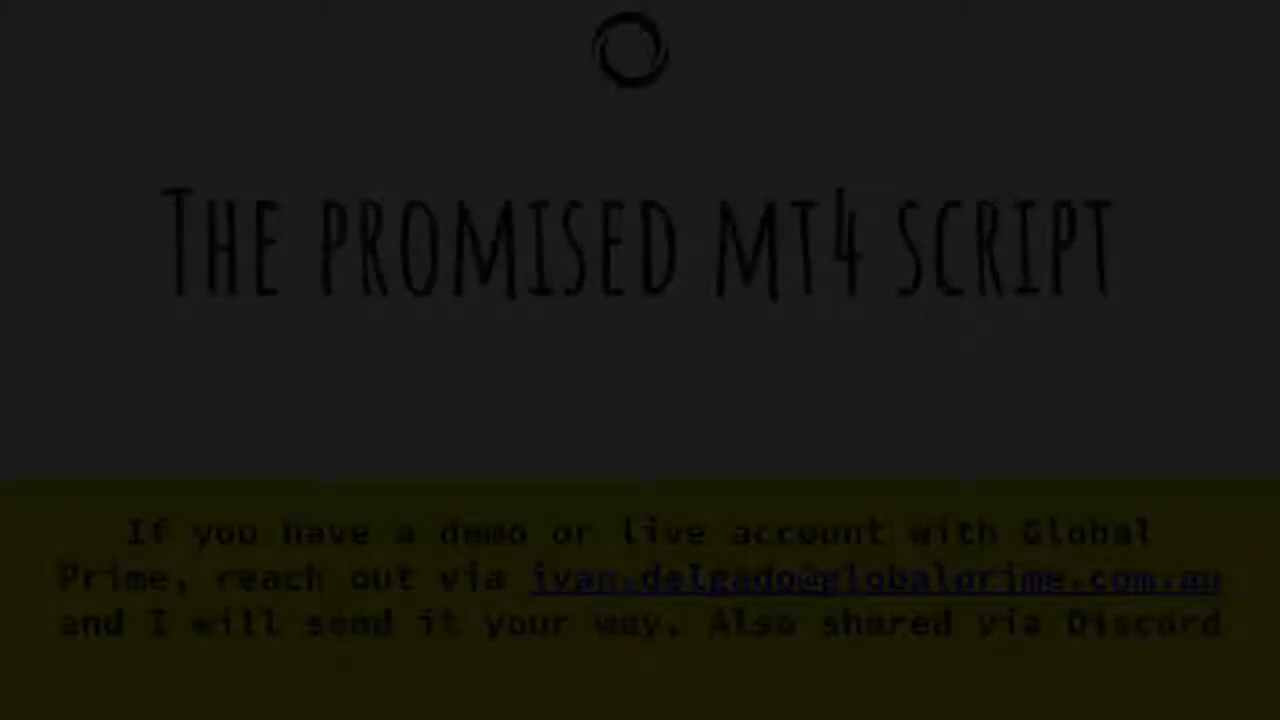 The promised mt4 script
If you have a demo or live account with Global
Prime, reach out via ivan.delgado@globalprime.com.au
and I will send it your way. Also shared via Discord